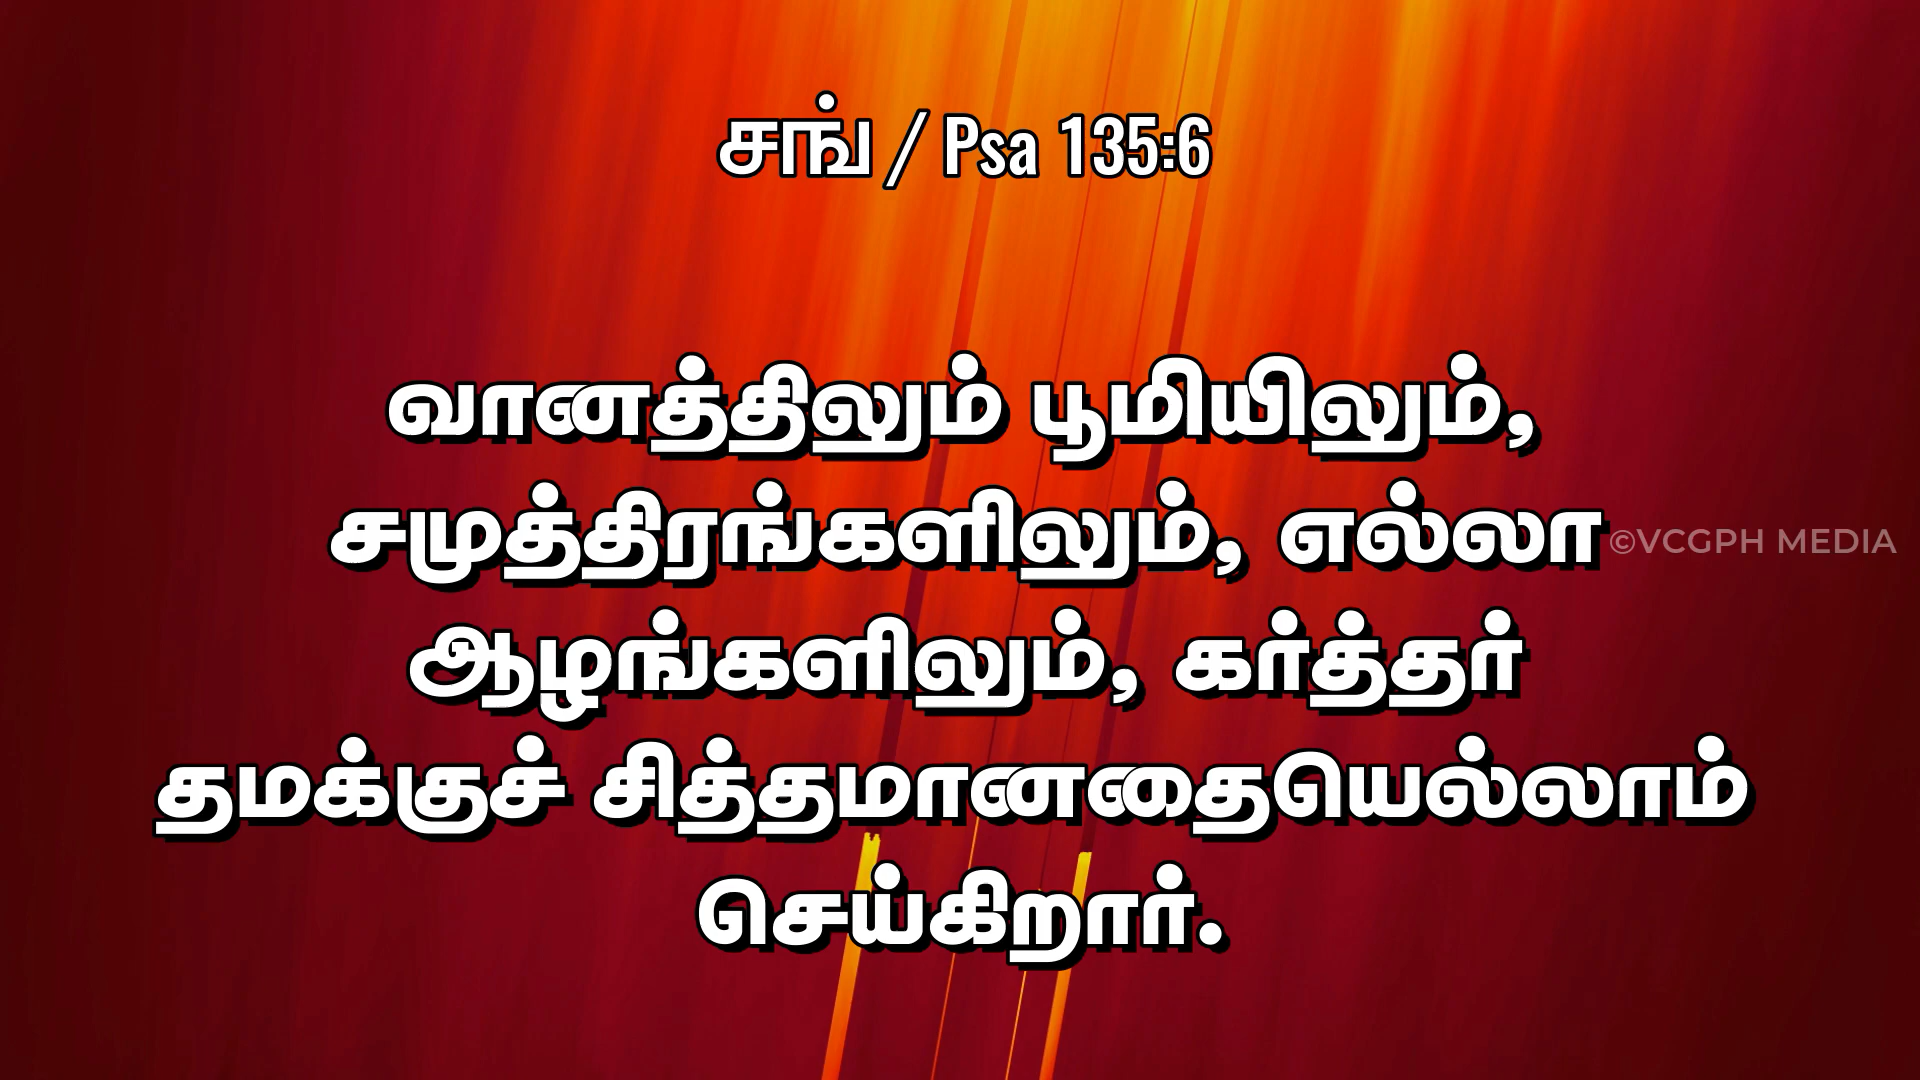 சங் / Psa 135:6
வானத்திலும் பூமியிலும்,
சமுத்திரங்களிலும், எல்லா
©VCGPH MEDIA
ஆழங்களிலும், கர்த்தர்
தமக்குச் சித்தமானதையெல்லாம்
செய்கிறார்.